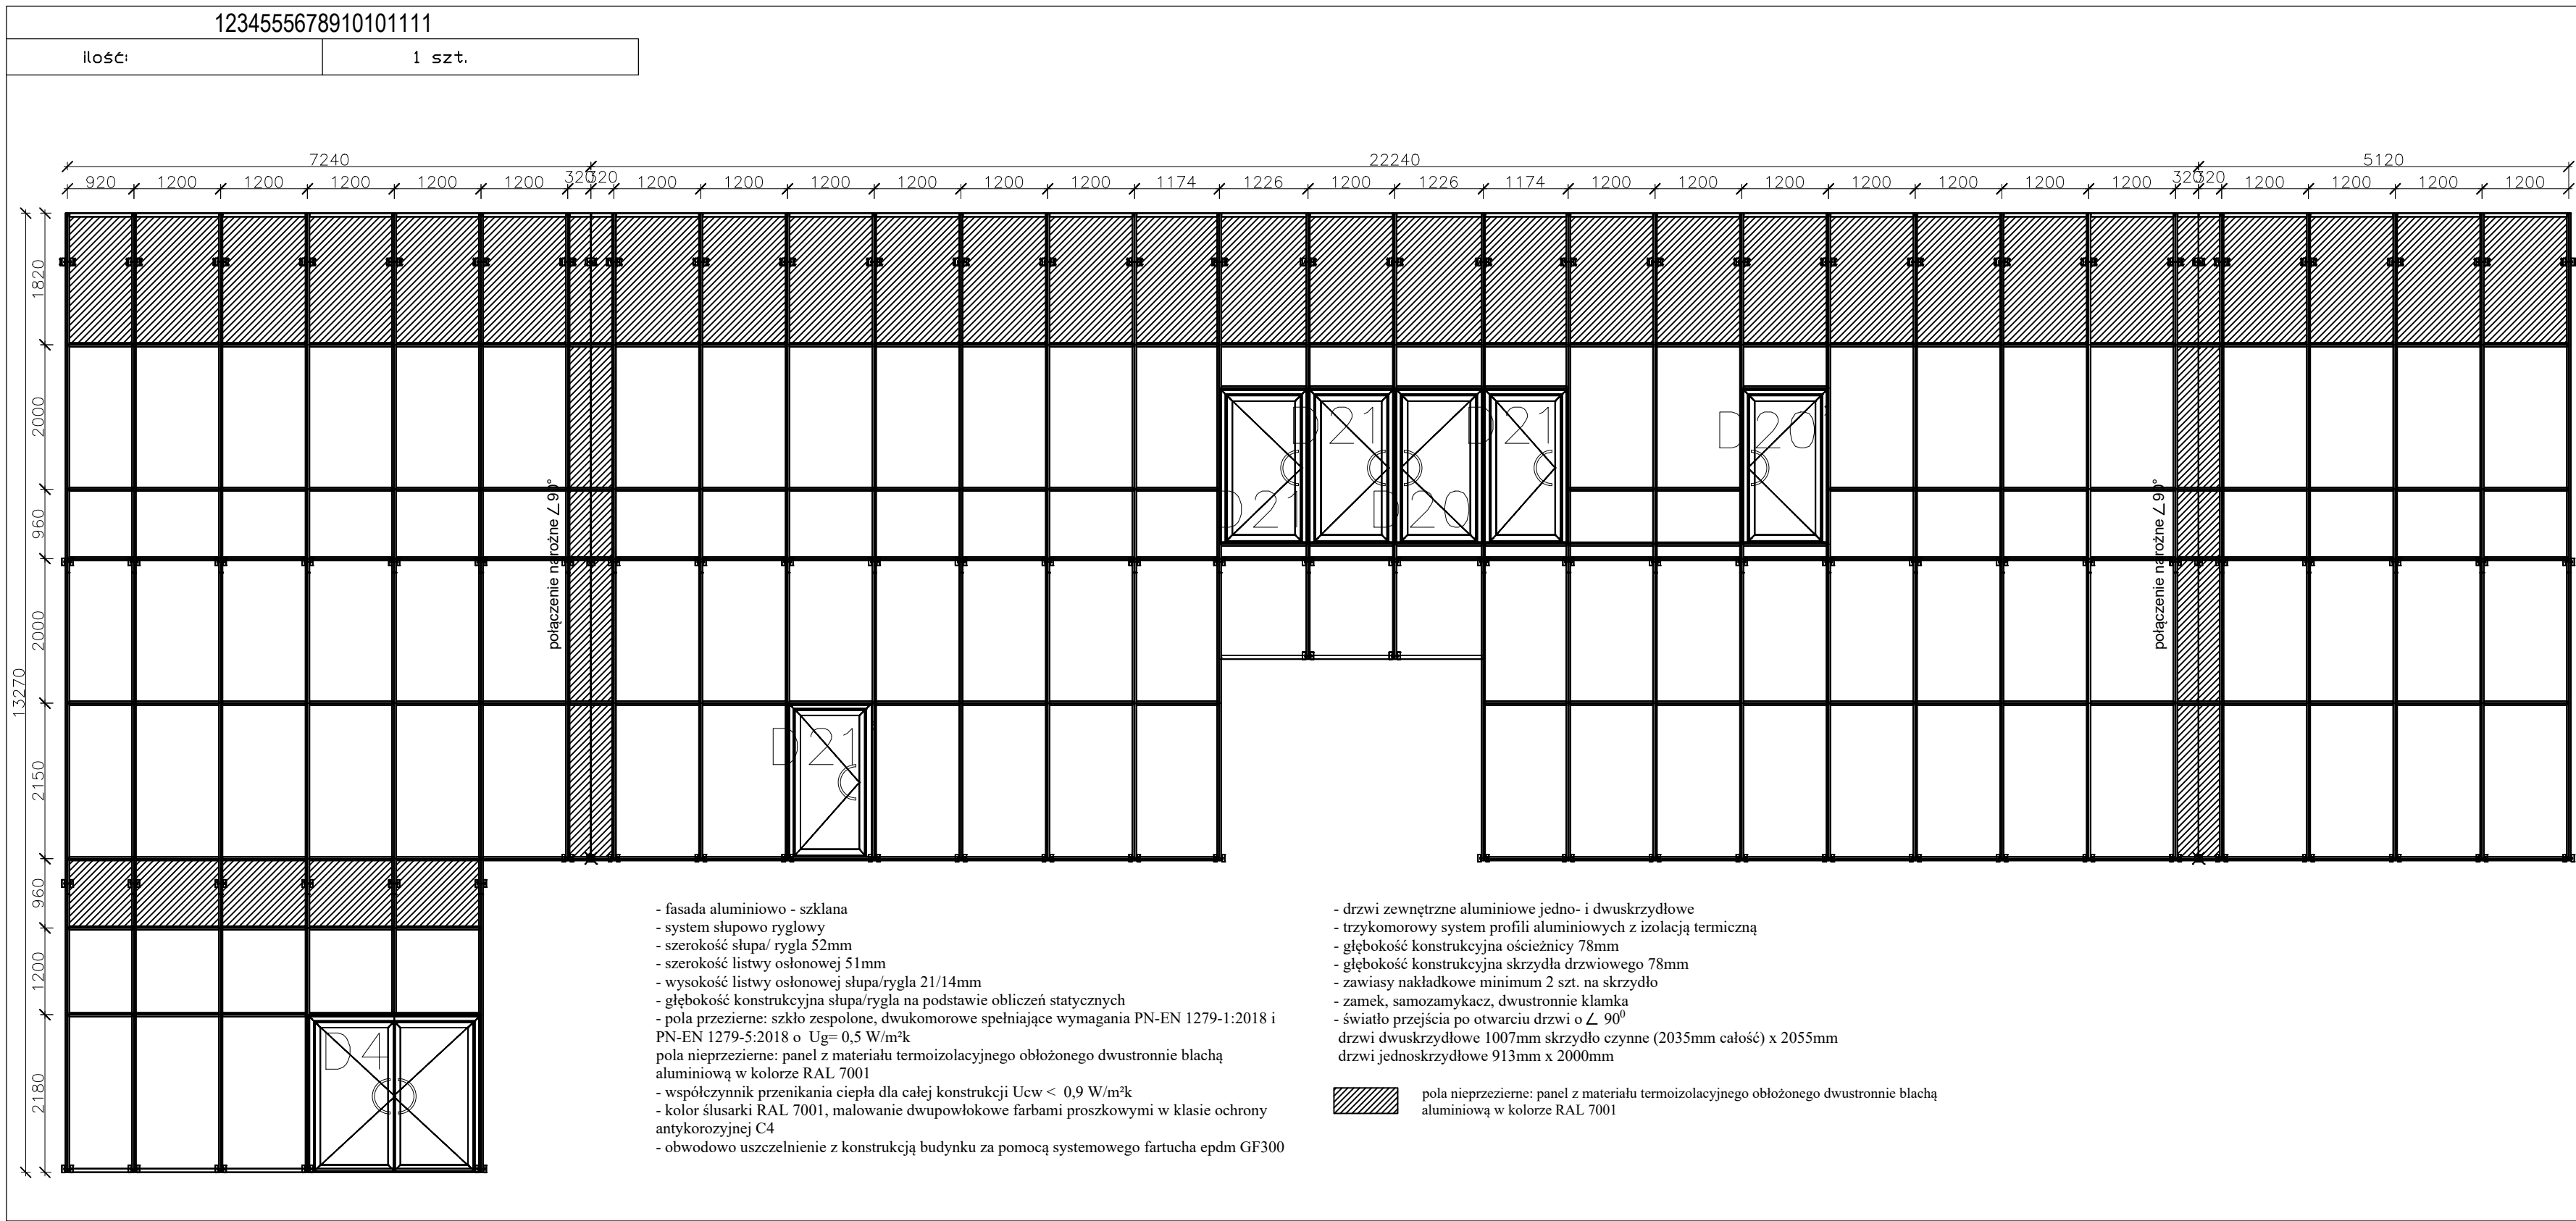 1234555678910101111
ilość: 1 szt.
7240 22240 5120
920 1200 1200 1200 1200 1200 320 320 1200 1200 1200 1200 1200 1200 1174 1226 1200 1226 1174 1200 1200 1200 1200 1200 1200 1200 320 320 1200 1200 1200 1200
13270
1820
2000
960
2000
2150
960
1200
2180
połączenie narożne ∠ 90°
połączenie narożne ∠ 90°
D21 D21 D20
D21 D20
D21
D4
- fasada aluminiowo - szklana
- system słupowo ryglowy
- szerokość słupa/ rygla 52mm
- szerokość listwy osłonowej 51mm
- wysokość listwy osłonowej słupa/rygla 21/14mm
- głębokość konstrukcyjna słupa/rygla na podstawie obliczeń statycznych
- pola przezierne: szkło zespolone, dwukomorowe spełniające wymagania PN-EN 1279-1:2018 i
PN-EN 1279-5:2018 o Ug= 0,5 W/m²k
pola nieprzezierne: panel z materiału termoizolacyjnego obłożonego dwustronnie blachą
aluminiową w kolorze RAL 7001
- współczynnik przenikania ciepła dla całej konstrukcji Ucw < 0,9 W/m²k
- kolor ślusarki RAL 7001, malowanie dwupowłokowe farbami proszkowymi w klasie ochrony
antykorozyjnej C4
- obwodowo uszczelnienie z konstrukcją budynku za pomocą systemowego fartucha epdm GF300
- drzwi zewnętrzne aluminiowe jedno- i dwuskrzydłowe
- trzykomorowy system profili aluminiowych z izolacją termiczną
- głębokość konstrukcyjna ościeżnicy 78mm
- głębokość konstrukcyjna skrzydła drzwiowego 78mm
- zawiasy nakładkowe minimum 2 szt. na skrzydło
- zamek, samozamykacz, dwustronnie klamka
- światło przejścia po otwarciu drzwi o ∠ 90⁰
drzwi dwuskrzydłowe 1007mm skrzydło czynne (2035mm całość) x 2055mm
drzwi jednoskrzydłowe 913mm x 2000mm
pola nieprzezierne: panel z materiału termoizolacyjnego obłożonego dwustronnie blachą
aluminiową w kolorze RAL 7001